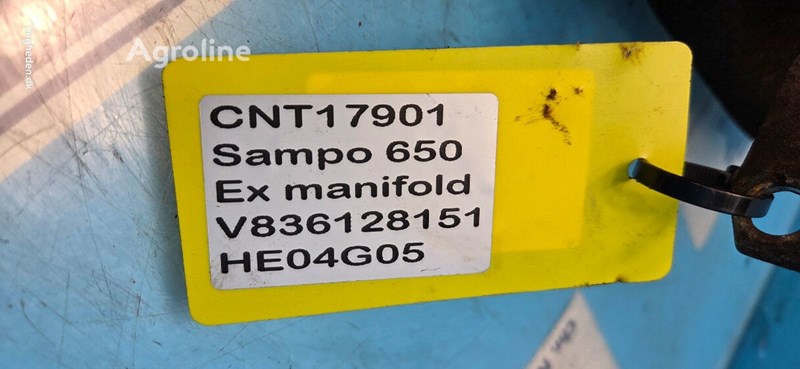 Agroline
CNT17901
Sampo 650
Ex manifold
V836128151
HE04G05